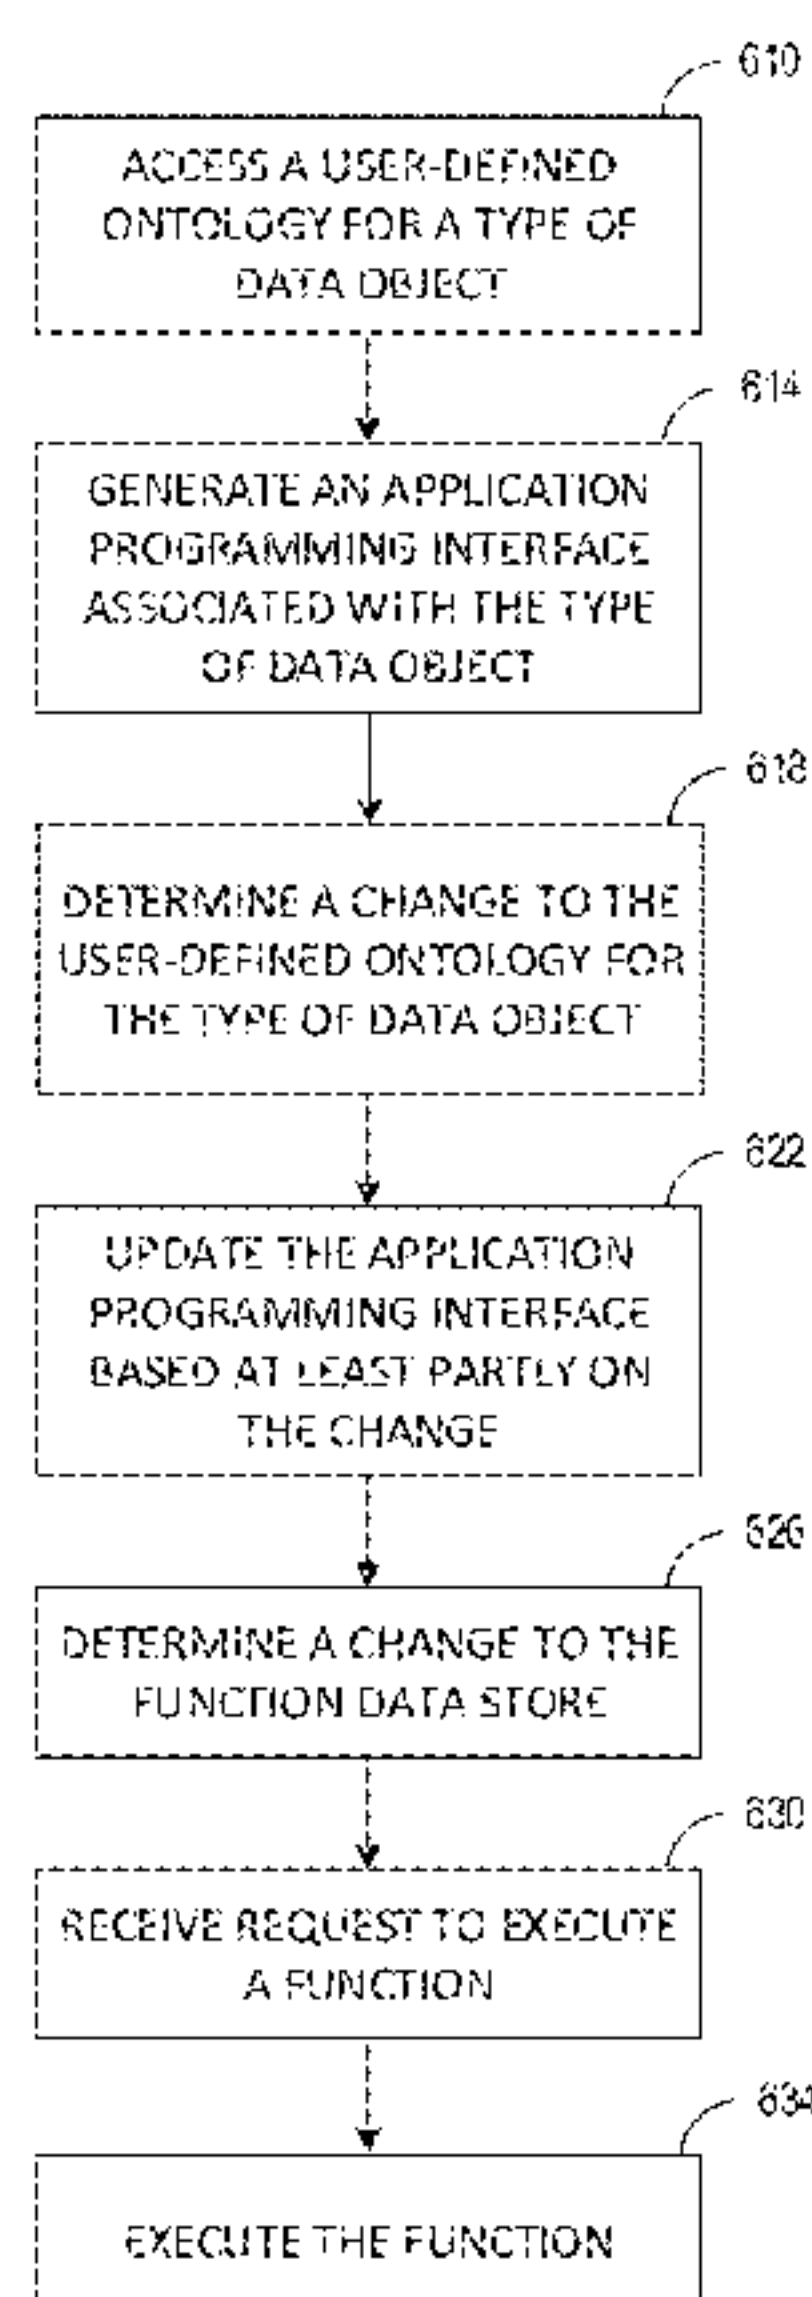 610
ACCESS A USER-DEFINED
ONTOLOGY FOR A TYPE OF
DATA OBJECT
614
GENERATE AN APPLICATION
PROGRAMMING INTERFACE
ASSOCIATED WITH THE TYPE
OF DATA OBJECT
618
DETERMINE A CHANGE TO THE
USER-DEFINED ONTOLOGY FOR
THE TYPE OF DATA OBJECT
622
UPDATE THE APPLICATION
PROGRAMMING INTERFACE
BASED AT LEAST PARTLY ON
THE CHANGE
626
DETERMINE A CHANGE TO THE
FUNCTION DATA STORE
630
RECEIVE REQUEST TO EXECUTE
A FUNCTION
634
EXECUTE THE FUNCTION